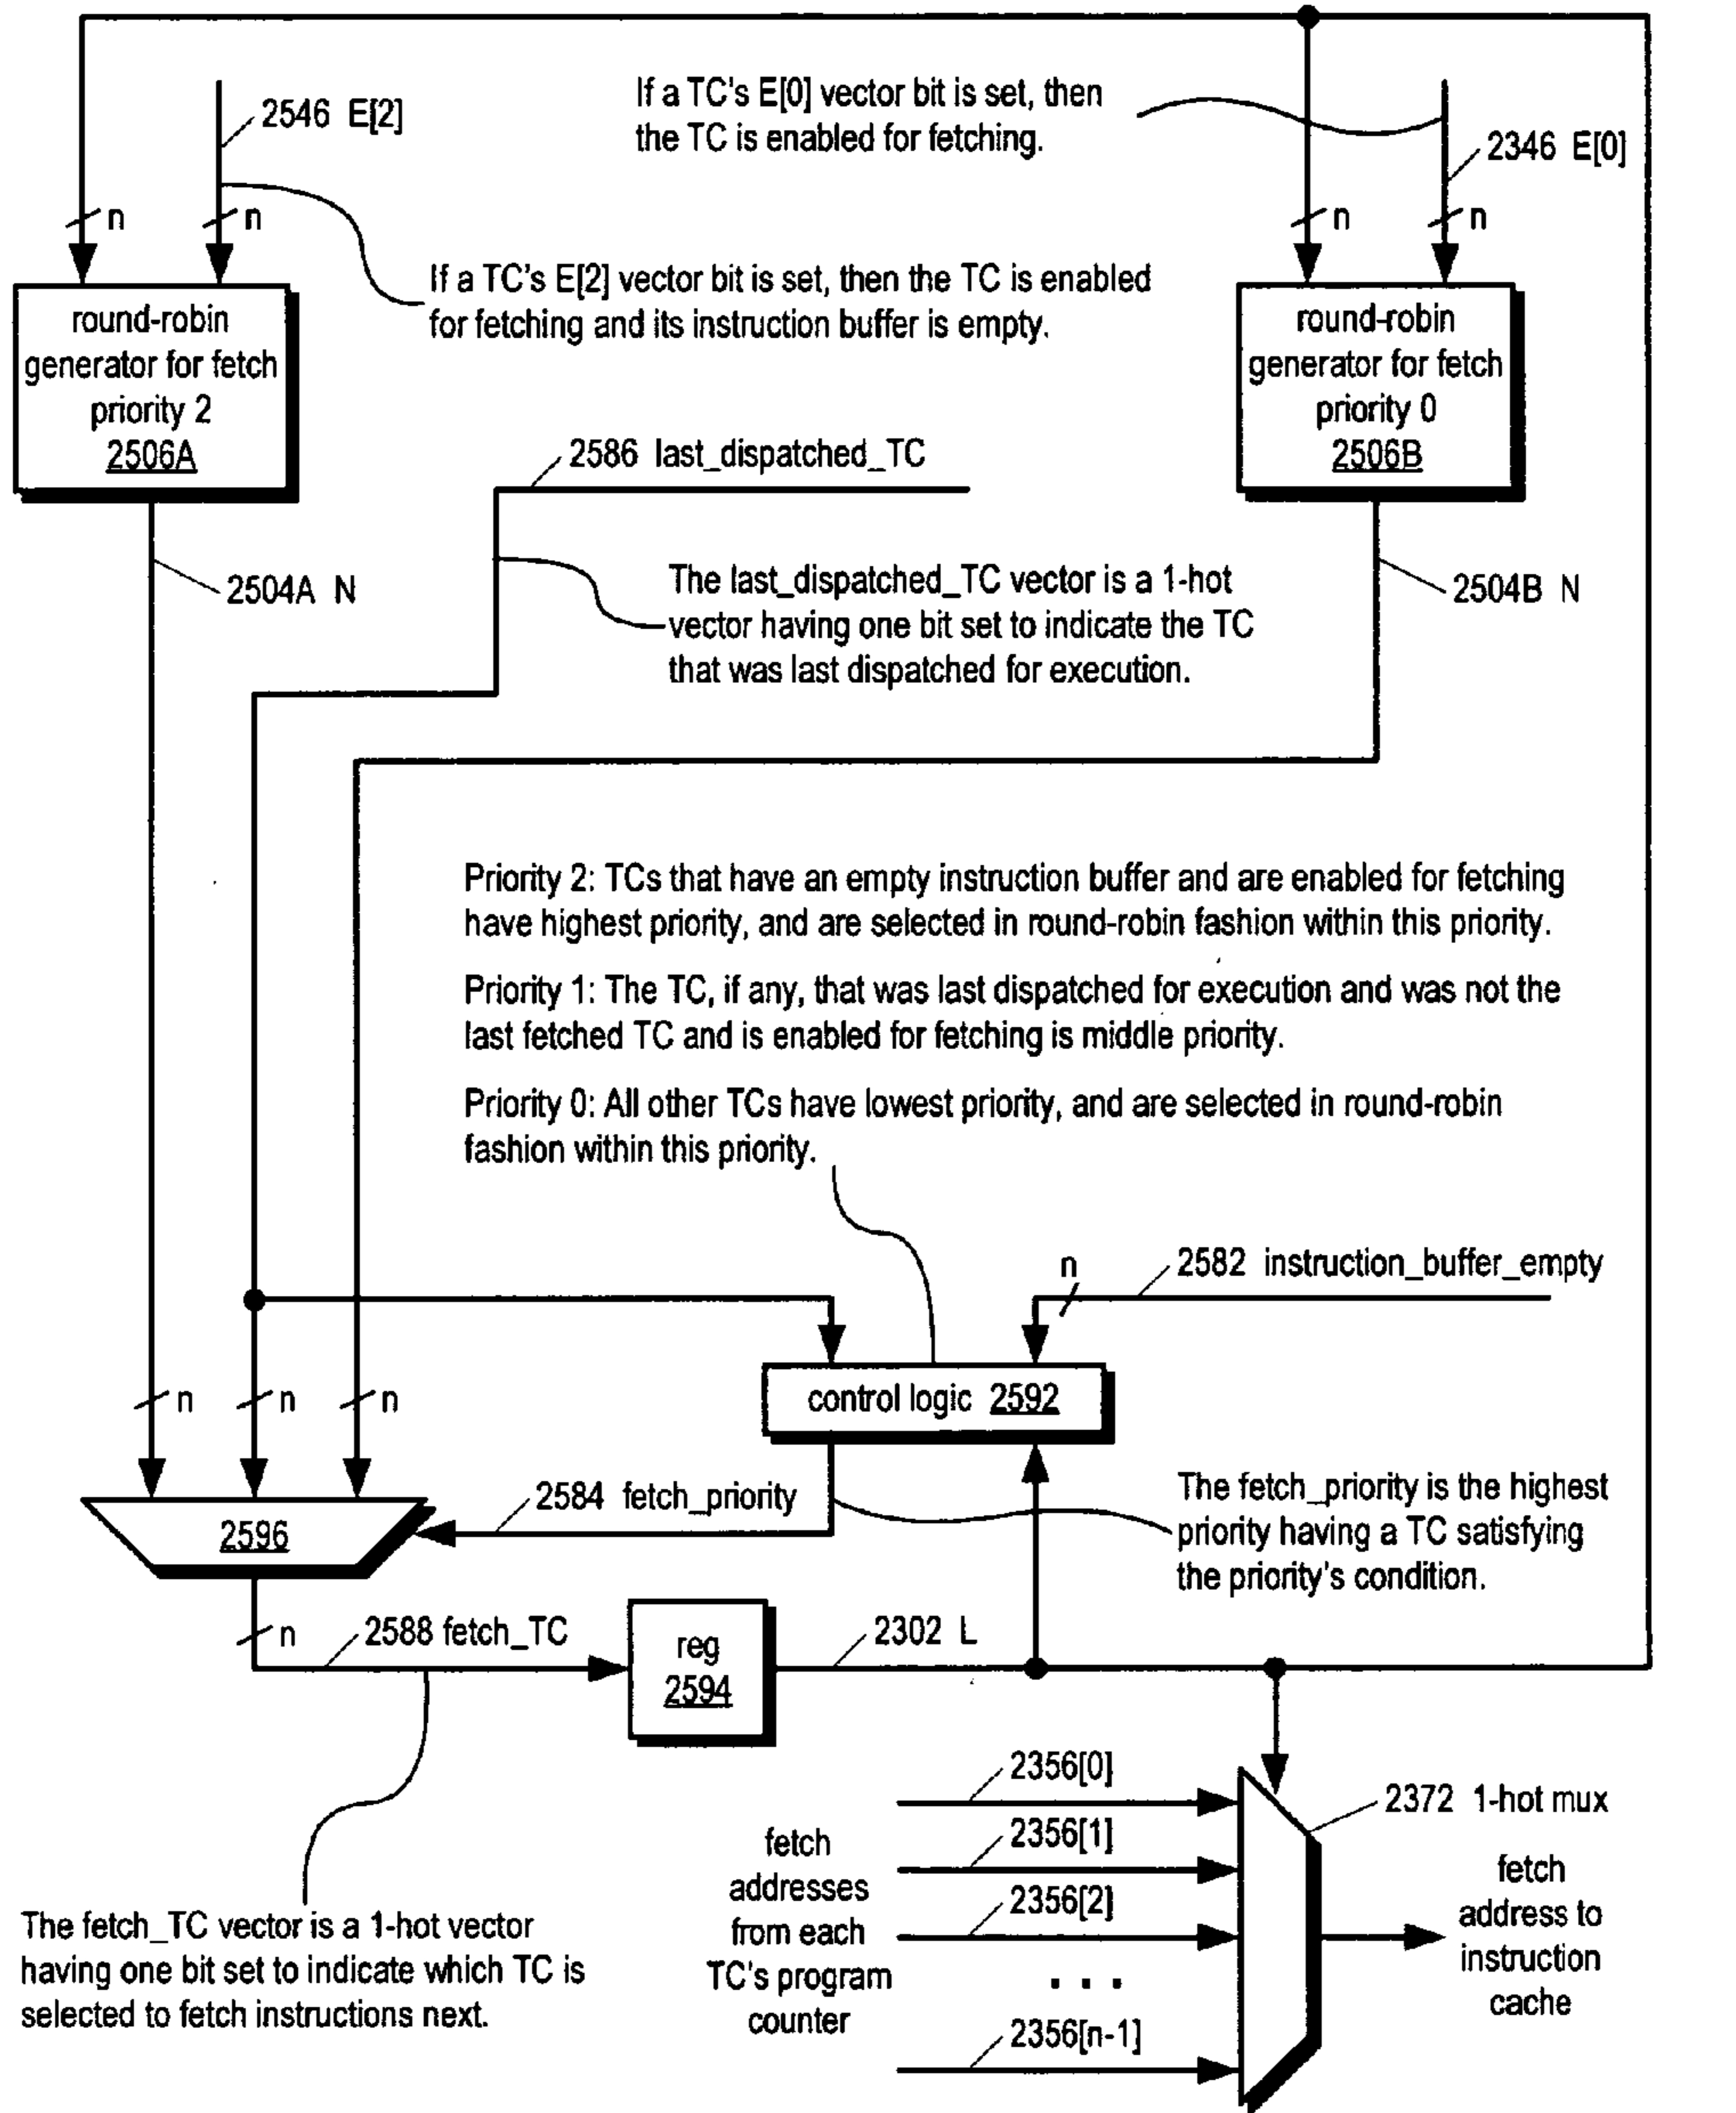 2546 E[2]
If a TC's E[0] vector bit is set, then
the TC is enabled for fetching.
2346 E[0]
n
n
n
n
If a TC's E[2] vector bit is set, then the TC is enabled
for fetching and its instruction buffer is empty.
round-robin
generator for fetch
priority 2
2506A
round-robin
generator for fetch
priority 0
2506B
2586 last_dispatched_TC
2504A N
The last_dispatched_TC vector is a 1-hot
vector having one bit set to indicate the TC
that was last dispatched for execution.
2504B N
Priority 2: TCs that have an empty instruction buffer and are enabled for fetching
have highest priority, and are selected in round-robin fashion within this priority.
Priority 1: The TC, if any, that was last dispatched for execution and was not the
last fetched TC and is enabled for fetching is middle priority.
Priority 0: All other TCs have lowest priority, and are selected in round-robin
fashion within this priority.
n
2582 instruction_buffer_empty
n
n
n
control logic 2592
2584 fetch_priority
2596
The fetch_priority is the highest
priority having a TC satisfying
the priority's condition.
n
2588 fetch_TC
reg
2594
2302 L
2356[0]
2356[1]
2356[2]
. . .
2356[n-1]
fetch
addresses
from each
TC's program
counter
2372 1-hot mux
fetch
address to
instruction
cache
The fetch_TC vector is a 1-hot vector
having one bit set to indicate which TC is
selected to fetch instructions next.